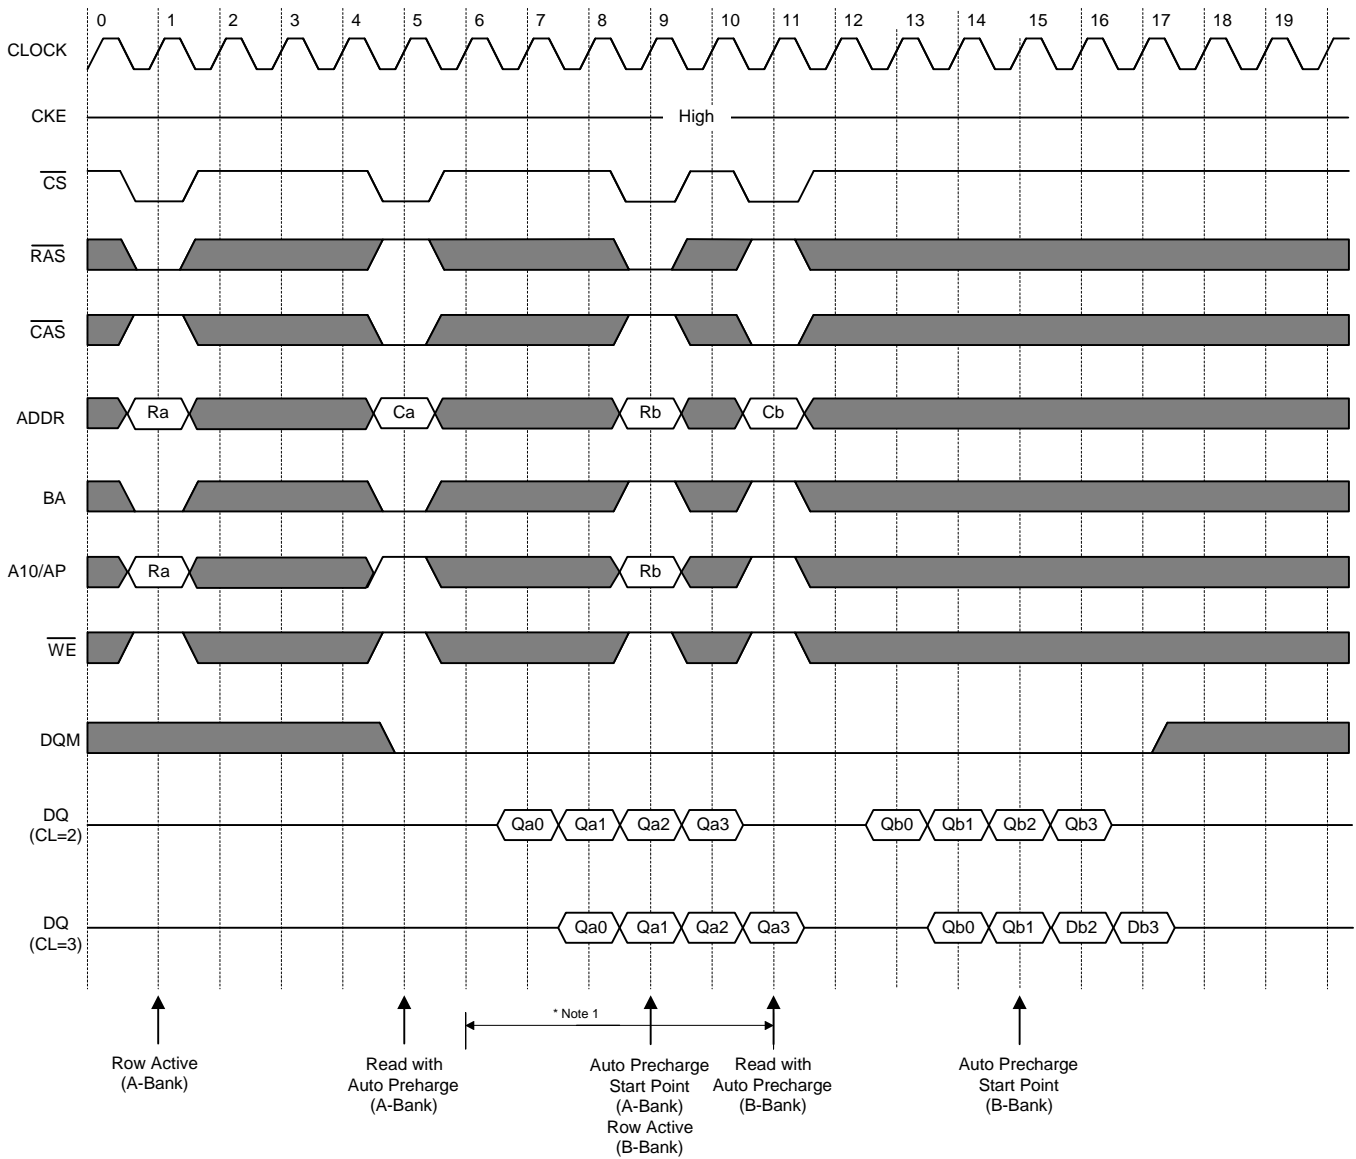 0 1 2 3 4 5 6 7 8 9 10 11 12 13 14 15 16 17 18 19
CLOCK
CKE High
CS
RAS
CAS
ADDR Ra Ca Rb Cb
BA
A10/AP Ra Rb
WE
DQM
DQ
(CL=2) Qa0 Qa1 Qa2 Qa3 Qb0 Qb1 Qb2 Qb3
DQ
(CL=3) Qa0 Qa1 Qa2 Qa3 Qb0 Qb1 Db2 Db3
* Note 1
Row Active
(A-Bank)
Read with
Auto Preharge
(A-Bank)
Auto Precharge
Start Point
(A-Bank)
Row Active
(B-Bank)
Read with
Auto Precharge
(B-Bank)
Auto Precharge
Start Point
(B-Bank)